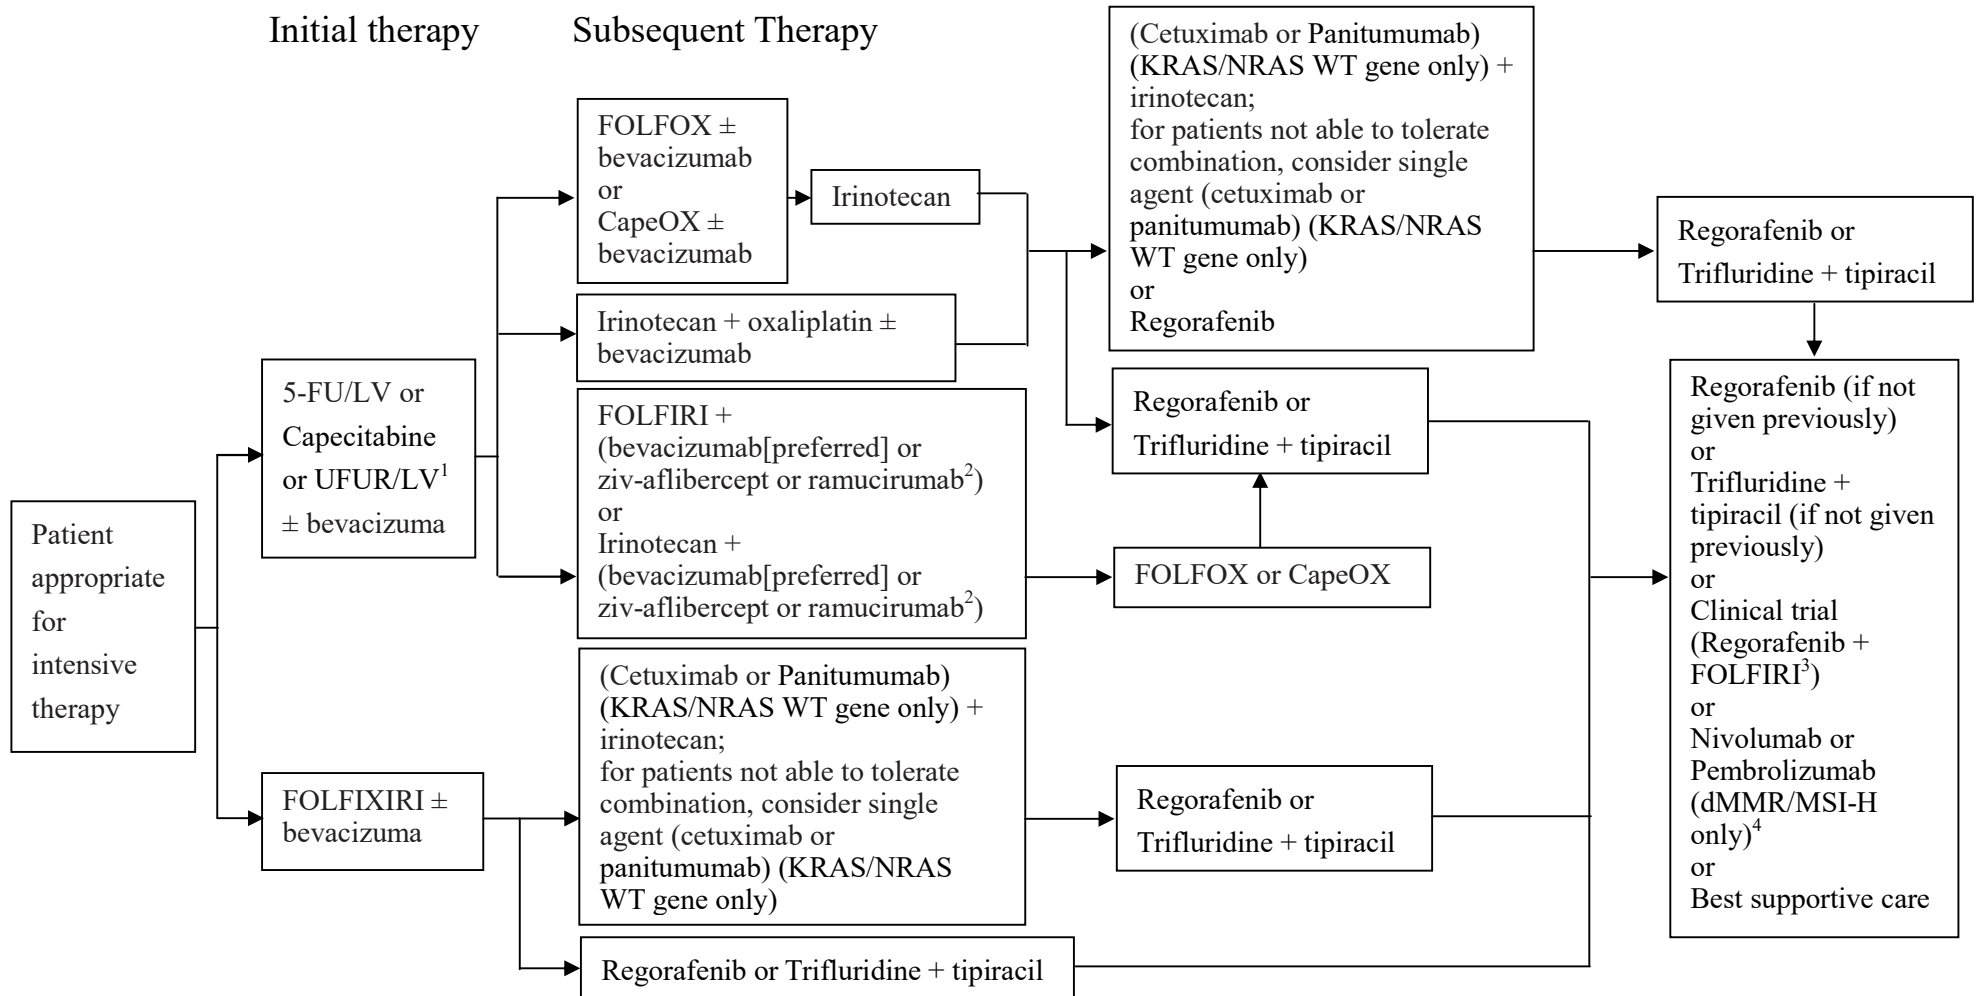 Initial therapy
Subsequent Therapy
Patient
appropriate
for
intensive
therapy
5-FU/LV or
Capecitabine
or UFUR/LV1
± bevacizuma
FOLFIXIRI ±
bevacizuma
FOLFOX ±
bevacizumab
or
CapeOX ±
bevacizumab
Irinotecan
Irinotecan + oxaliplatin ±
bevacizumab
FOLFIRI +
(bevacizumab[preferred] or
ziv-aflibercept or ramucirumab2)
or
Irinotecan +
(bevacizumab[preferred] or
ziv-aflibercept or ramucirumab2)
(Cetuximab or Panitumumab)
(KRAS/NRAS WT gene only) +
irinotecan;
for patients not able to tolerate
combination, consider single
agent (cetuximab or
panitumumab) (KRAS/NRAS
WT gene only)
Regorafenib or Trifluridine + tipiracil
(Cetuximab or Panitumumab)
(KRAS/NRAS WT gene only) +
irinotecan;
for patients not able to tolerate
combination, consider single
agent (cetuximab or
panitumumab) (KRAS/NRAS
WT gene only)
or
Regorafenib
Regorafenib or
Trifluridine + tipiracil
FOLFOX or CapeOX
Regorafenib or
Trifluridine + tipiracil
Regorafenib or
Trifluridine + tipiracil
Regorafenib (if not
given previously)
or
Trifluridine +
tipiracil (if not given
previously)
or
Clinical trial
(Regorafenib +
FOLFIRI3)
or
Nivolumab or
Pembrolizumab
(dMMR/MSI-H
only)4
or
Best supportive care